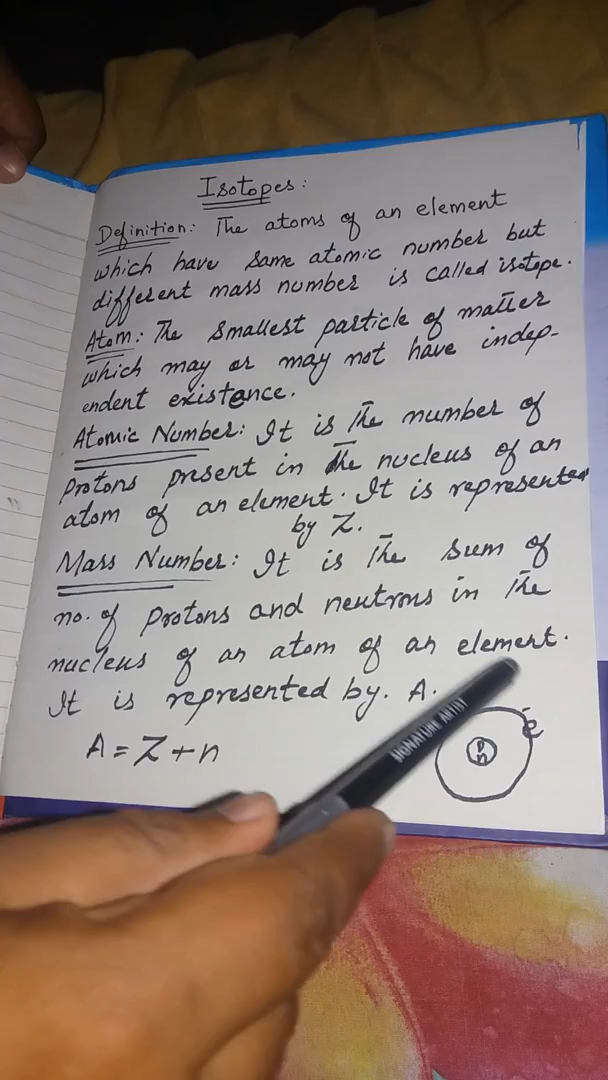 Isotopes:
Definition: The atoms of an element
which have same atomic number but
different mass number is called isotope.
Atom: The smallest particle of matter
which may or may not have indep-
endent existence.
Atomic Number: It is the number of
protons present in the nucleus of an
atom of an element. It is represented
by Z.
Mass Number: It is the sum of
no. of protons and neutrons in the
nucleus of an atom of an element.
It is represented by. A.
A = Z + n
e
p
n
SIGNATURE ARTIST